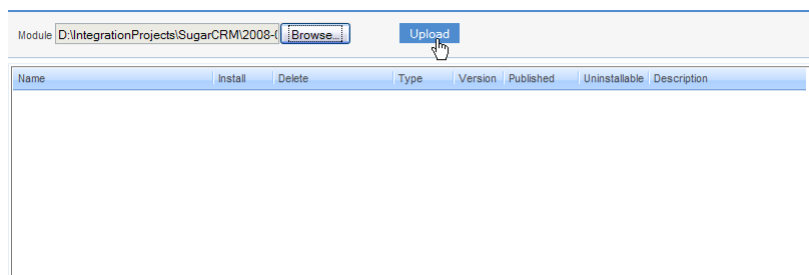 Module D:\IntegrationProjects\SugarCRM\2008-( Browse... Upload
Name Install Delete Type Version Published Uninstallable Description